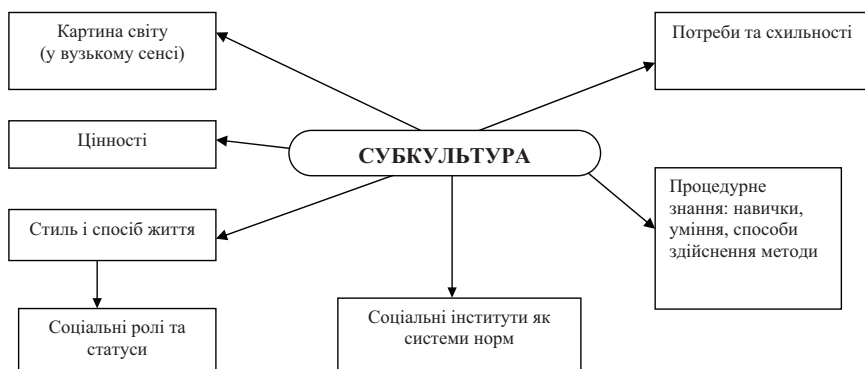 Картина світу
(у вузькому сенсі)
Потреби та схильності
Цінності
СУБКУЛЬТУРА
Процедурне
знання: навички,
уміння, способи
здійснення методи
Стиль і спосіб життя
Соціальні ролі та
статуси
Соціальні інститути як
системи норм